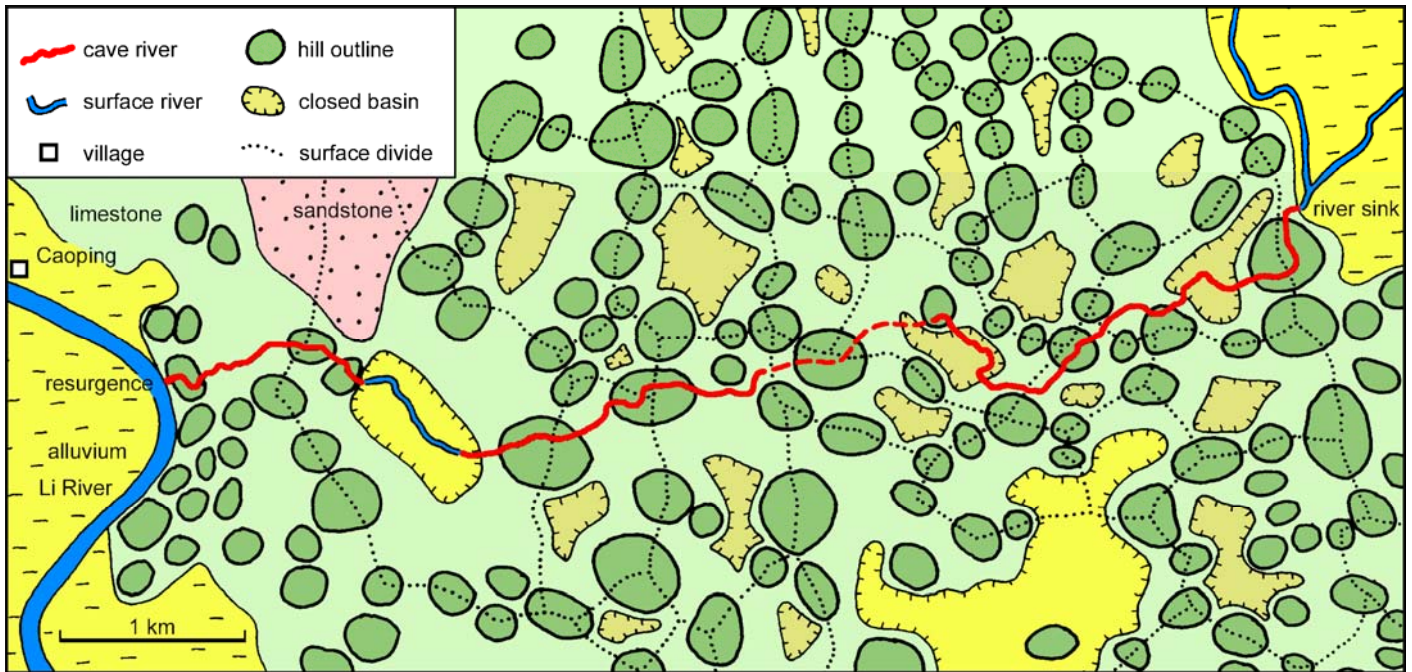 cave river
hill outline
surface river
closed basin
village
surface divide
limestone
sandstone
river sink
Caoping
resurgence
alluvium
Li River
1 km